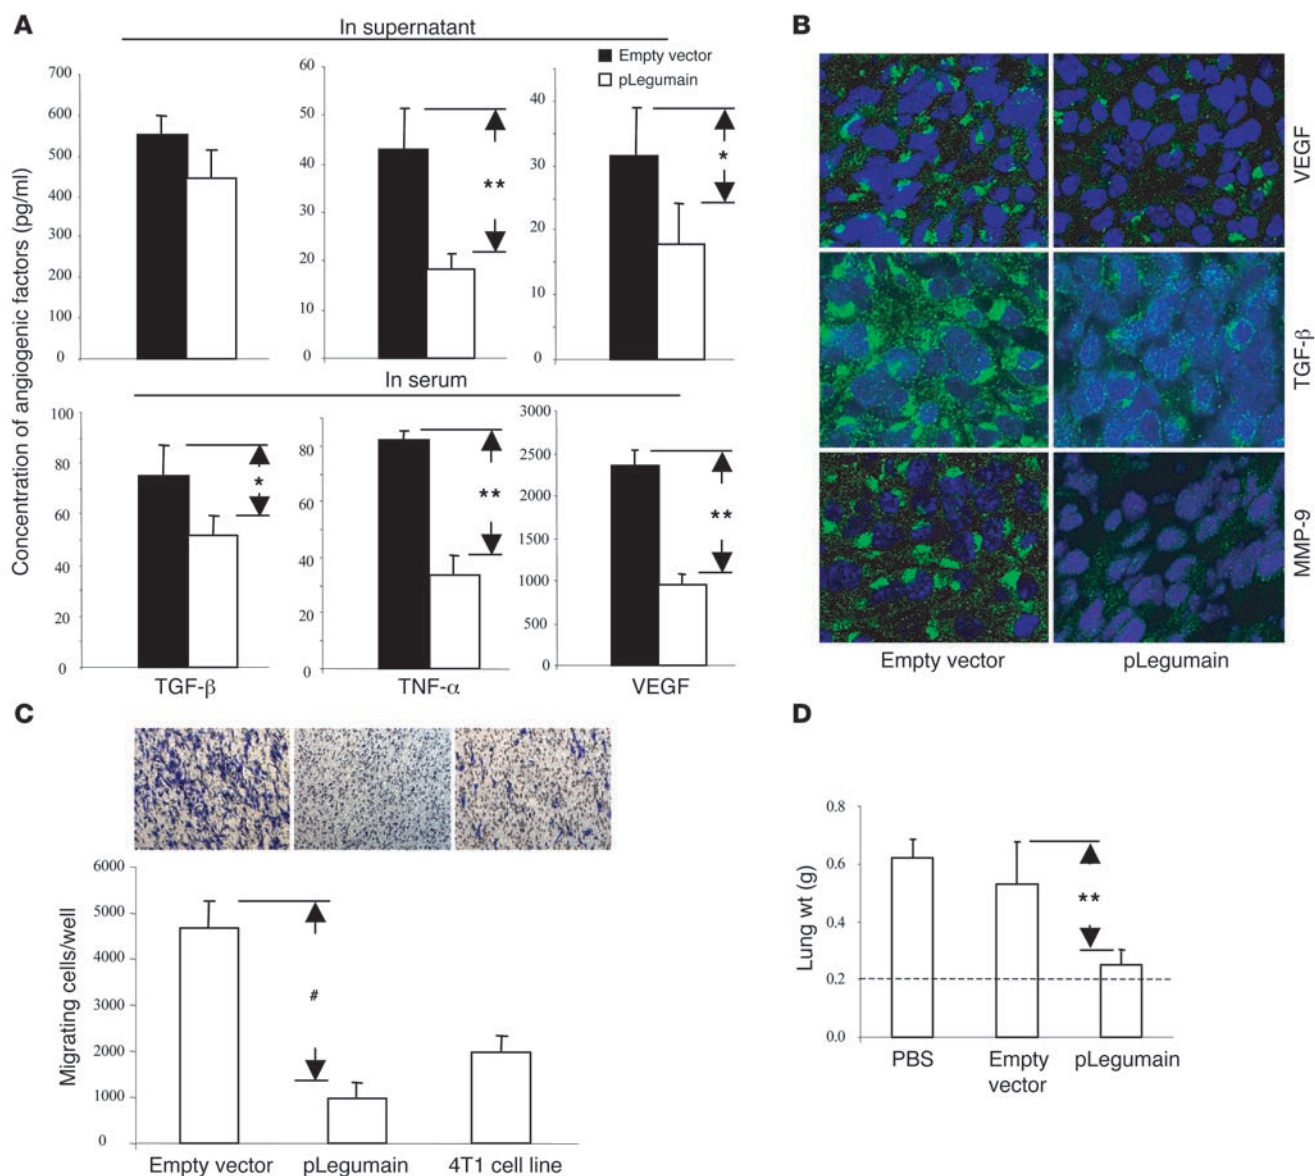 A
In supernatant
Empty vector
pLegumain
Concentration of angiogenic factors (pg/ml)
700
600
500
400
300
200
100
0
60
50
40
30
20
10
0
**
40
30
20
10
0
*
In serum
100
80
60
40
20
0
*
80
60
40
80
40
0
**
3000
2500
2000
1000
500
0
**
TGF-β
TNF-α
VEGF
B
VEGF
TGF-β
MMP-9
Empty vector
pLegumain
C
Migrating cells/well
6000
5000
4000
3000
2000
1000
0
#
Empty vector
pLegumain
4T1 cell line
D
Lung wt (g)
0.8
0.6
0.4
0.2
0.0
**
PBS
Empty
vector
pLegumain